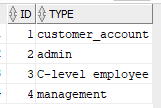 ID TYPE
1 customer_account
2 admin
3 C-level employee
4 management